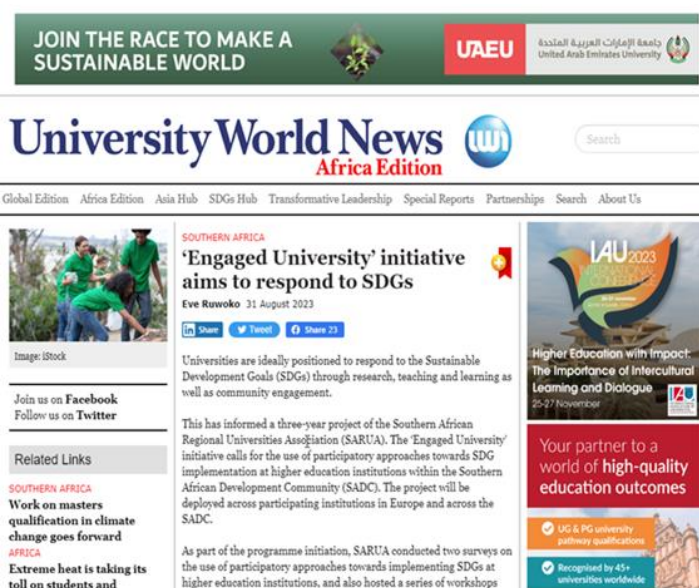 JOIN THE RACE TO MAKE A
SUSTAINABLE WORLD
UAEU
جامعة الإمارات العربية المتحدة
United Arab Emirates University
University World News
Africa Edition
uwn
Search
Global Edition Africa Edition Asia Hub SDGs Hub Transformative Leadership Special Reports Partnerships Search About Us
Image: iStock
Join us on Facebook
Follow us on Twitter
Related Links
SOUTHERN AFRICA
Work on masters
qualification in climate
change goes forward
AFRICA
Extreme heat is taking its
toll on students and
SOUTHERN AFRICA
‘Engaged University’ initiative
aims to respond to SDGs
Eve Ruwoko 31 August 2023
in Share Tweet Share 23
Universities are ideally positioned to respond to the Sustainable
Development Goals (SDGs) through research, teaching and learning as
well as community engagement.
This has informed a three-year project of the Southern African
Regional Universities Association (SARUA). The ‘Engaged University’
initiative calls for the use of participatory approaches towards SDG
implementation at higher education institutions within the Southern
African Development Community (SADC). The project will be
deployed across participating institutions in Europe and across the
SADC.
As part of the programme initiation, SARUA conducted two surveys on
the use of participatory approaches towards implementing SDGs at
higher education institutions, and also hosted a series of workshops
IAU 2023
INTERNATIONAL
CONFERENCE
Higher Education with Impact:
The Importance of Intercultural
Learning and Dialogue
25-27 November
IAU
Your partner to a
world of high-quality
education outcomes
UG & PG university
pathway qualifications
Recognised by 45+
universities worldwide